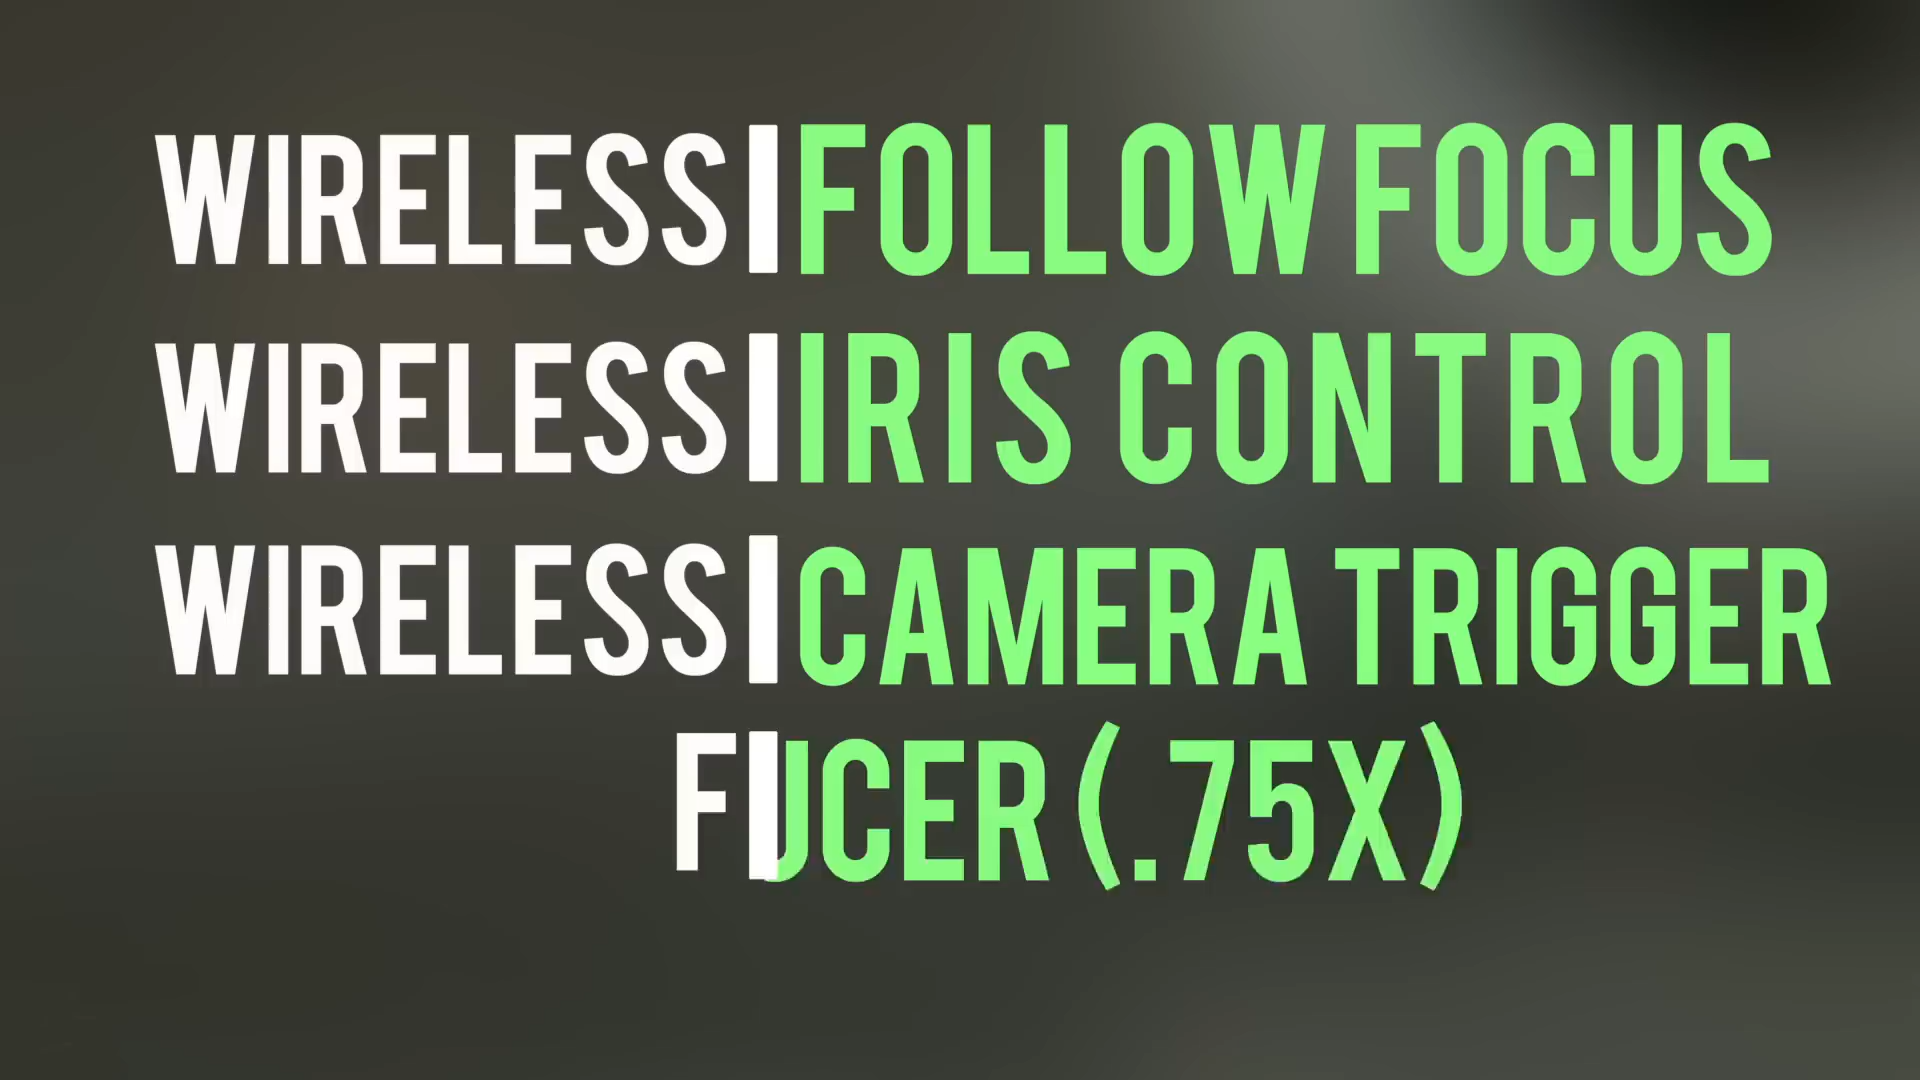 WIRELESS FOLLOW FOCUS
WIRELESS IRIS CONTROL
WIRELESS CAMERA TRIGGER
F UCER (.75X)